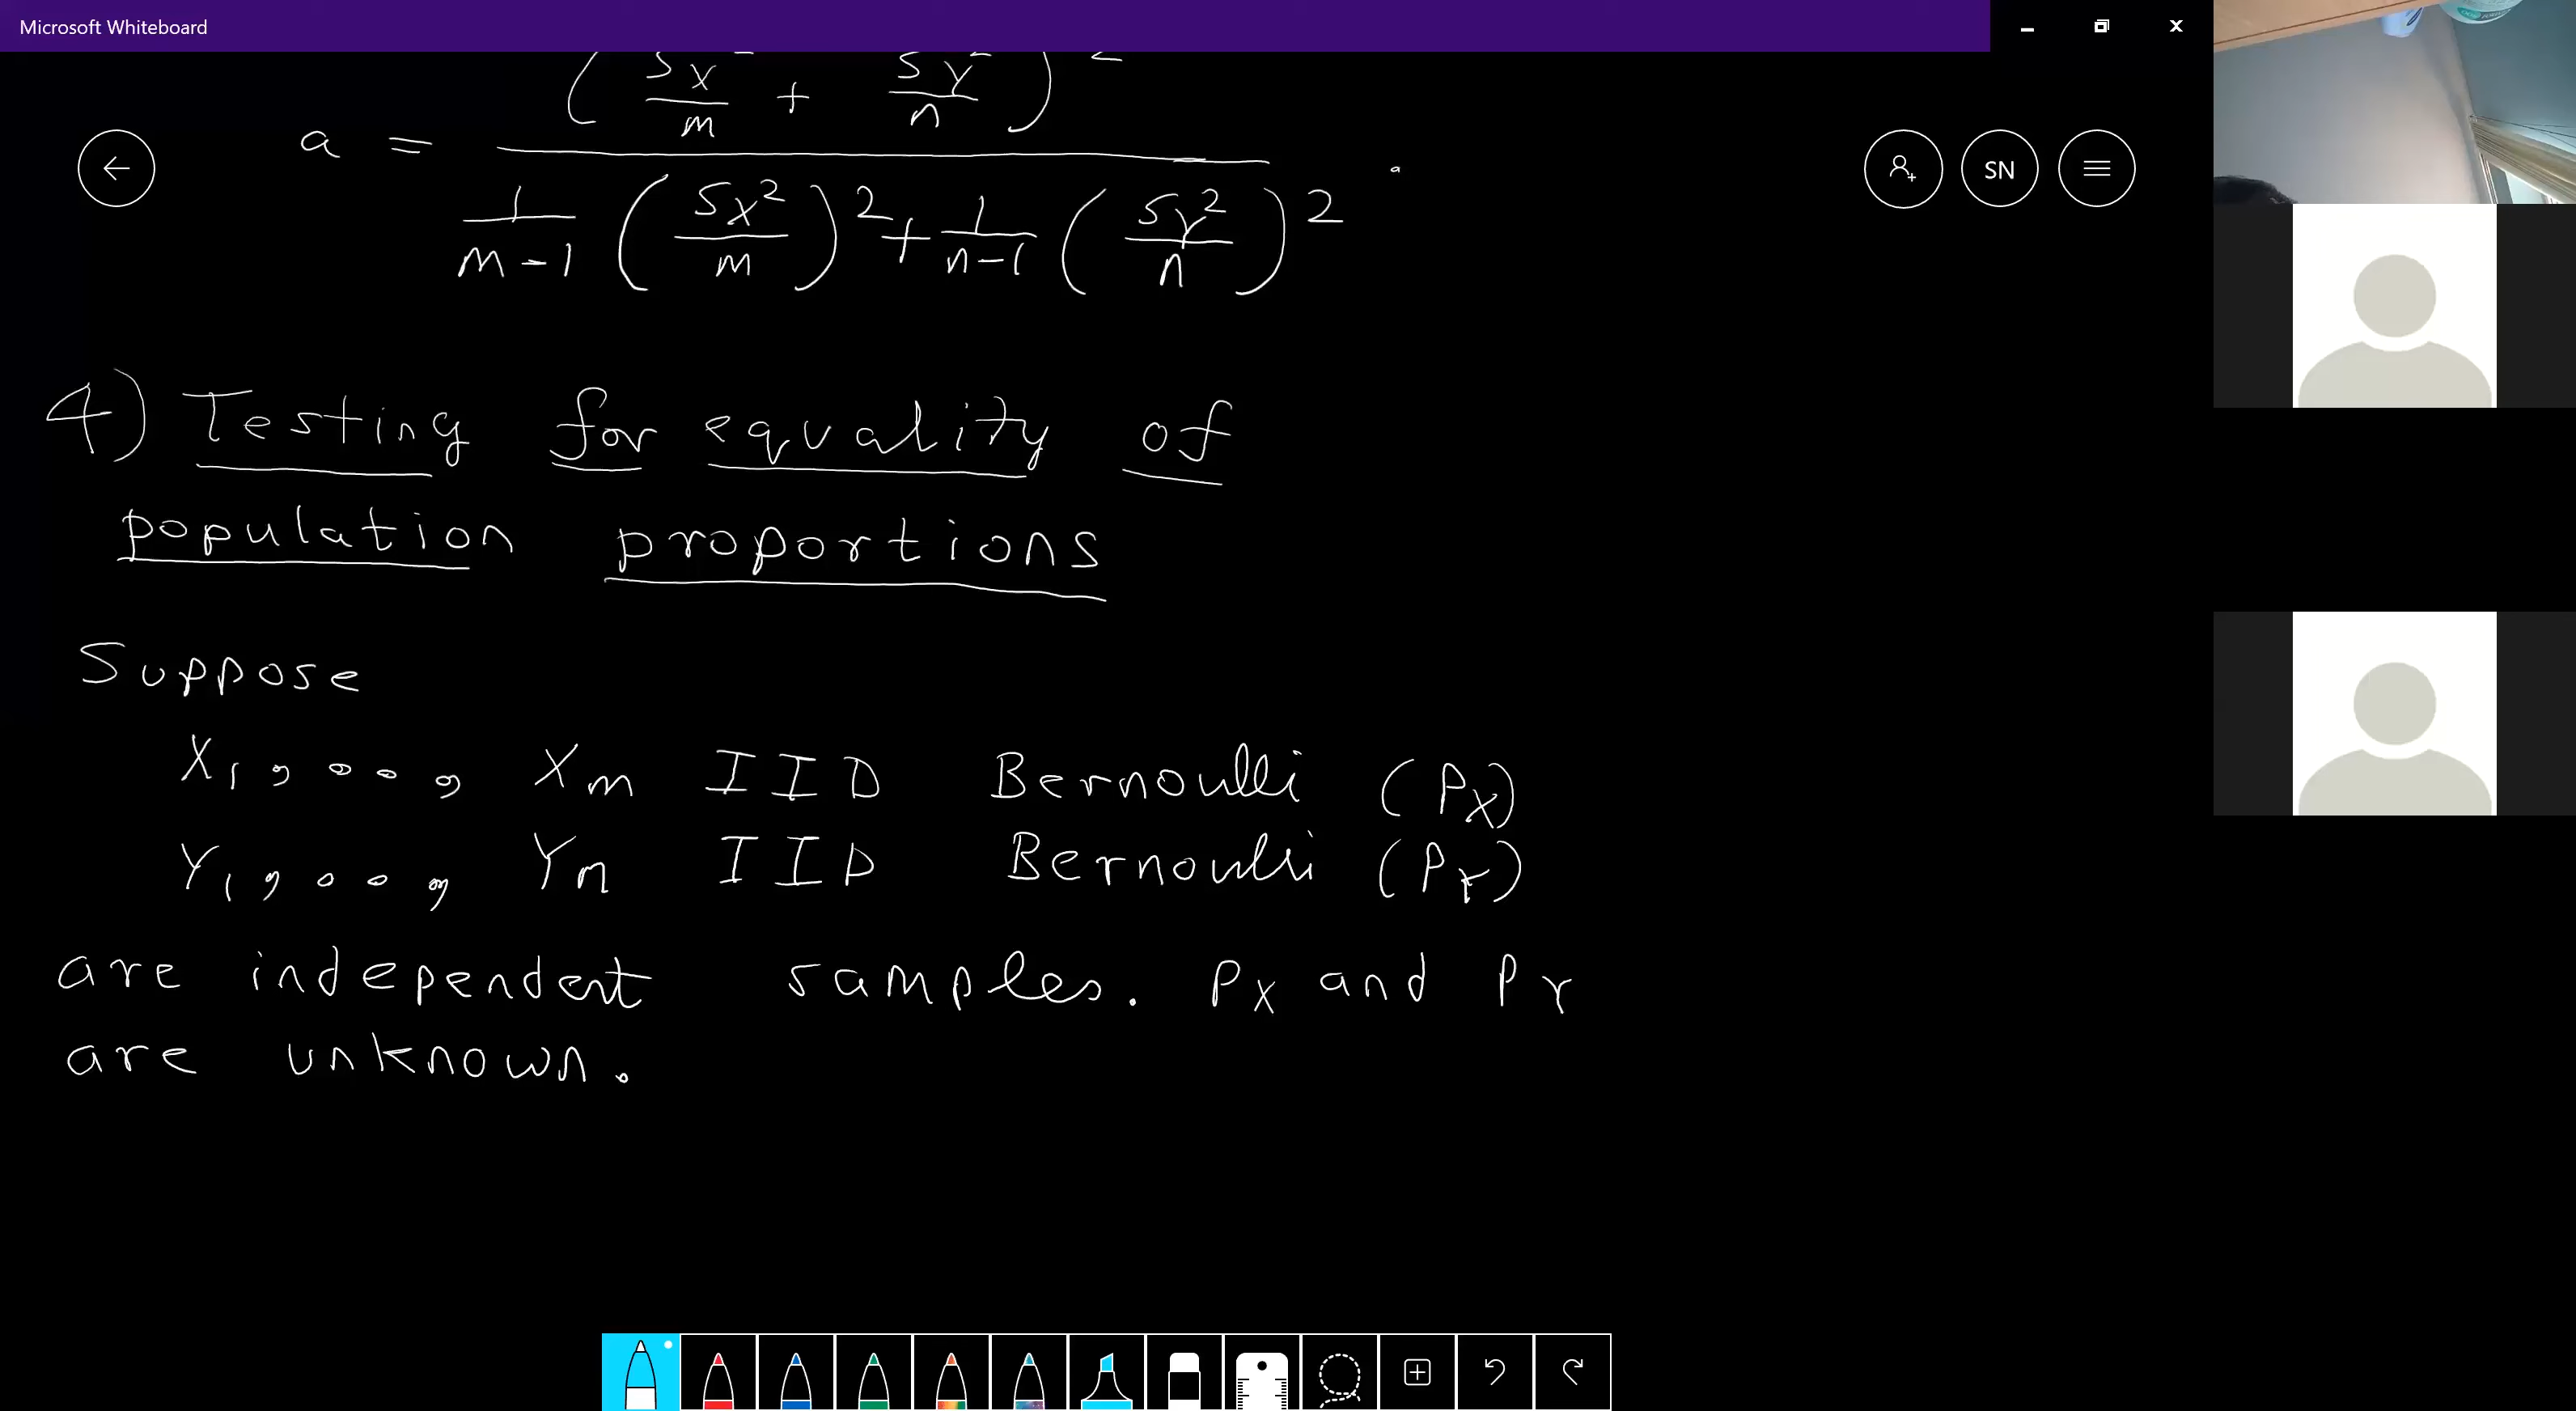 Microsoft Whiteboard
a = ( Sx² / m + Sy² / n )²
1/(m-1) ( Sx² / m )² + 1/(n-1) ( Sy² / n )² .
SN
4) Testing for equality of
population proportions
Suppose
X₁, ..., Xm IID Bernoulli (Px)
Y₁, ..., Yn IID Bernoulli (PY)
are independent samples. Px and PY
are unknown.